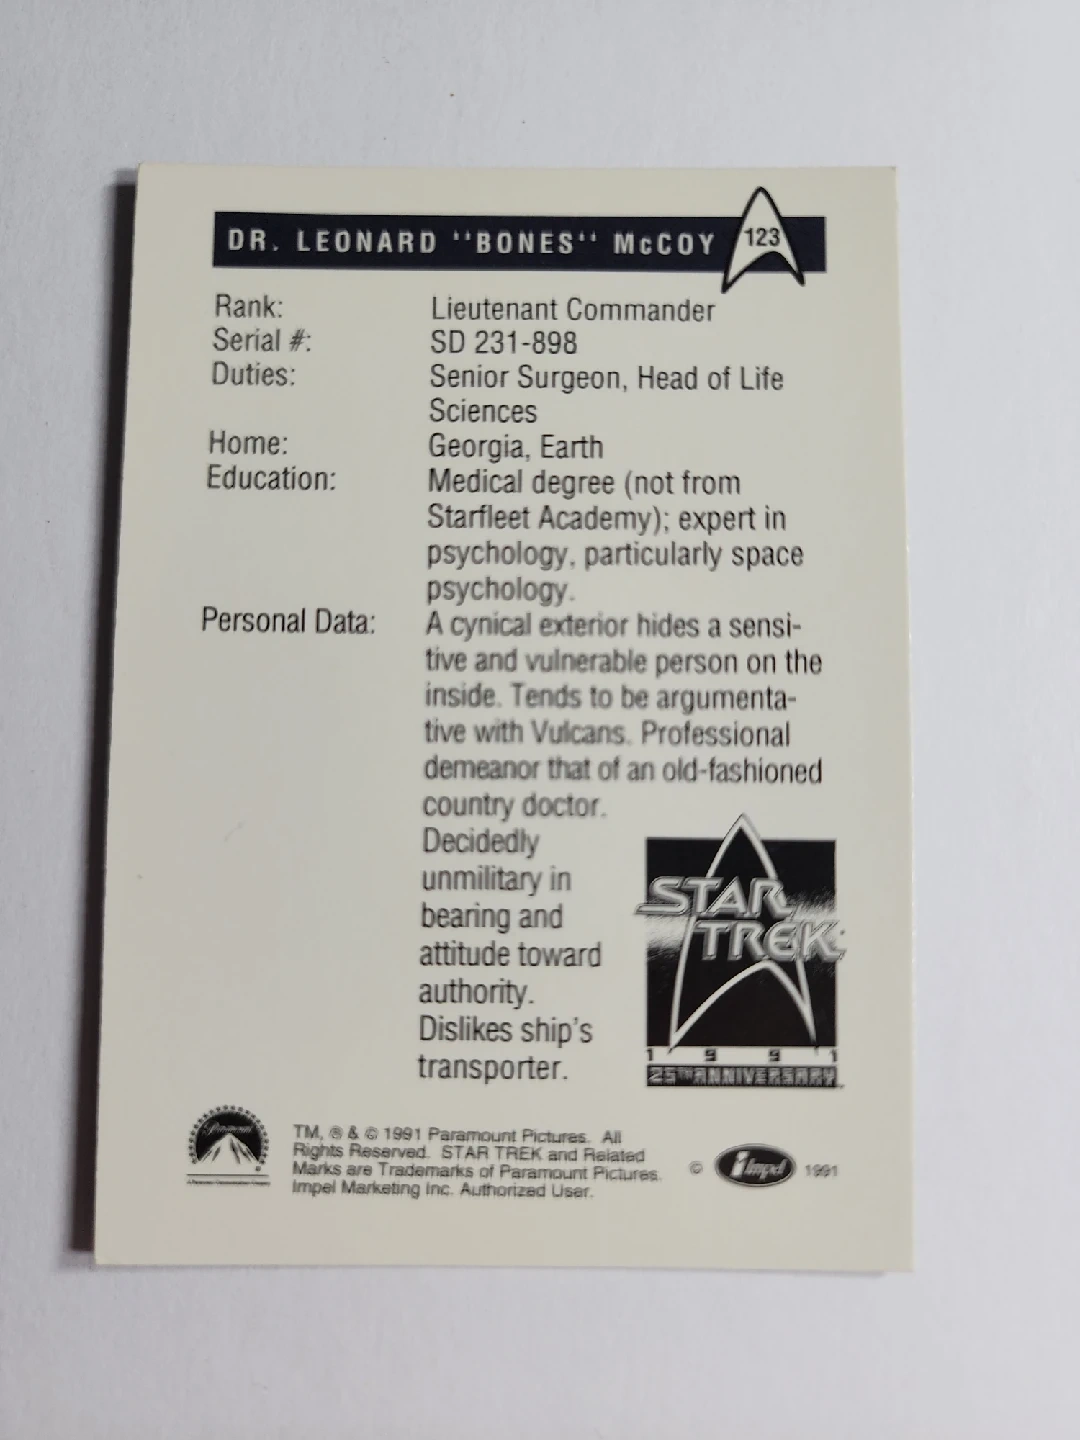 DR. LEONARD "BONES" McCOY 123
Rank: Lieutenant Commander
Serial #: SD 231-898
Duties: Senior Surgeon, Head of Life
Sciences
Home: Georgia, Earth
Education: Medical degree (not from
Starfleet Academy); expert in
psychology, particularly space
psychology.
Personal Data: A cynical exterior hides a sensi-
tive and vulnerable person on the
inside. Tends to be argumenta-
tive with Vulcans. Professional
demeanor that of an old-fashioned
country doctor.
Decidedly
unmilitary in
bearing and
attitude toward
authority.
Dislikes ship's
transporter.
STAR
TREK
1 9 9 1
25TH ANNIVERSARY
Paramount
TM, ® & © 1991 Paramount Pictures. All
Rights Reserved. STAR TREK and Related
Marks are Trademarks of Paramount Pictures.
Impel Marketing Inc. Authorized User.
© impel 1991